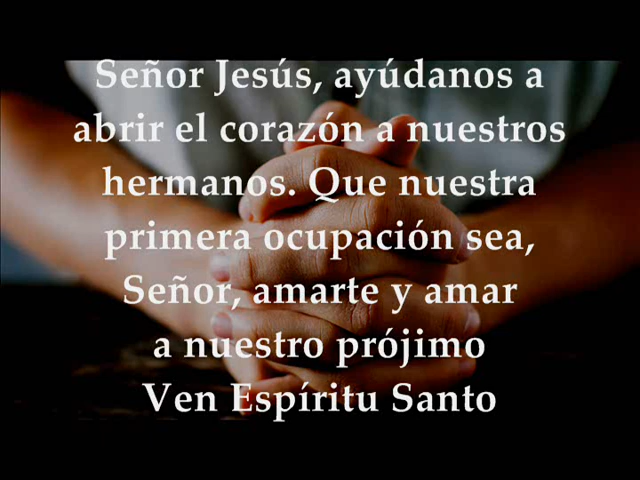 Señor Jesús, ayúdanos a
abrir el corazón a nuestros
hermanos. Que nuestra
primera ocupación sea,
Señor, amarte y amar
a nuestro prójimo
Ven Espíritu Santo